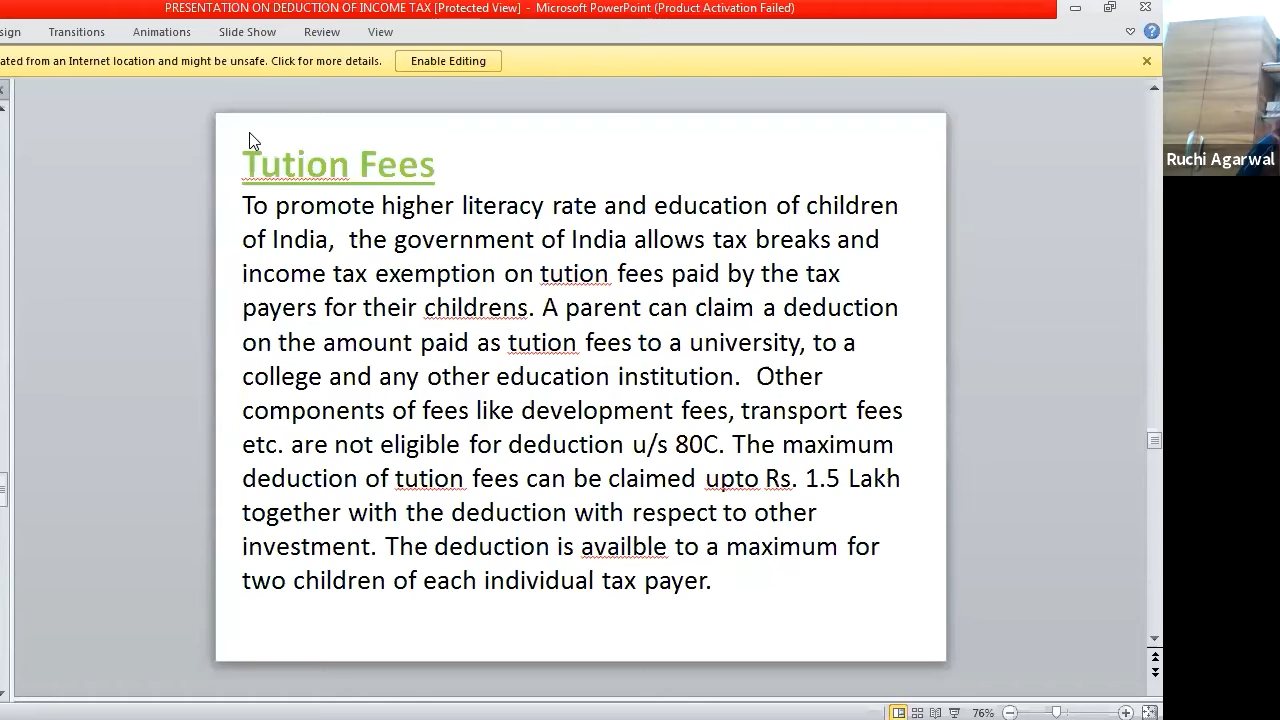 PRESENTATION ON DEDUCTION OF INCOME TAX [Protected View] - Microsoft PowerPoint (Product Activation Failed)
sign Transitions Animations Slide Show Review View
ated from an Internet location and might be unsafe. Click for more details. Enable Editing
Tution Fees
To promote higher literacy rate and education of children
of India,  the government of India allows tax breaks and
income tax exemption on tution fees paid by the tax
payers for their childrens. A parent can claim a deduction
on the amount paid as tution fees to a university, to a
college and any other education institution.  Other
components of fees like development fees, transport fees
etc. are not eligible for deduction u/s 80C. The maximum
deduction of tution fees can be claimed upto Rs. 1.5 Lakh
together with the deduction with respect to other
investment. The deduction is availble to a maximum for
two children of each individual tax payer.
Ruchi Agarwal
76%